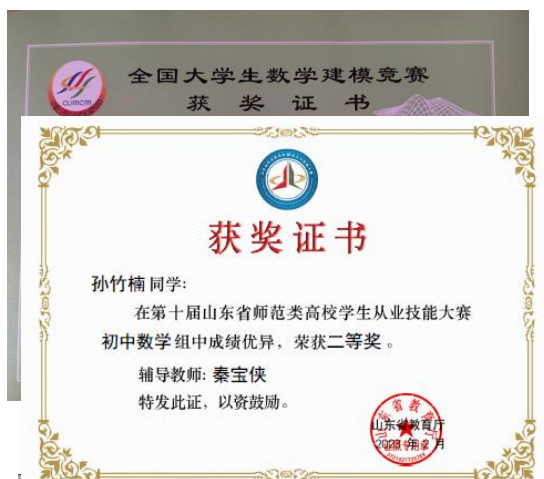 全国大学生数学建模竞赛
获 奖 证 书
CUMCM
获奖证书
孙竹楠 同学:
在第十届山东省师范类高校学生从业技能大赛
初中数学 组中成绩优异，荣获二等奖 。
辅导教师: 秦宝侠
特发此证，以资鼓励。
山东省教育厅